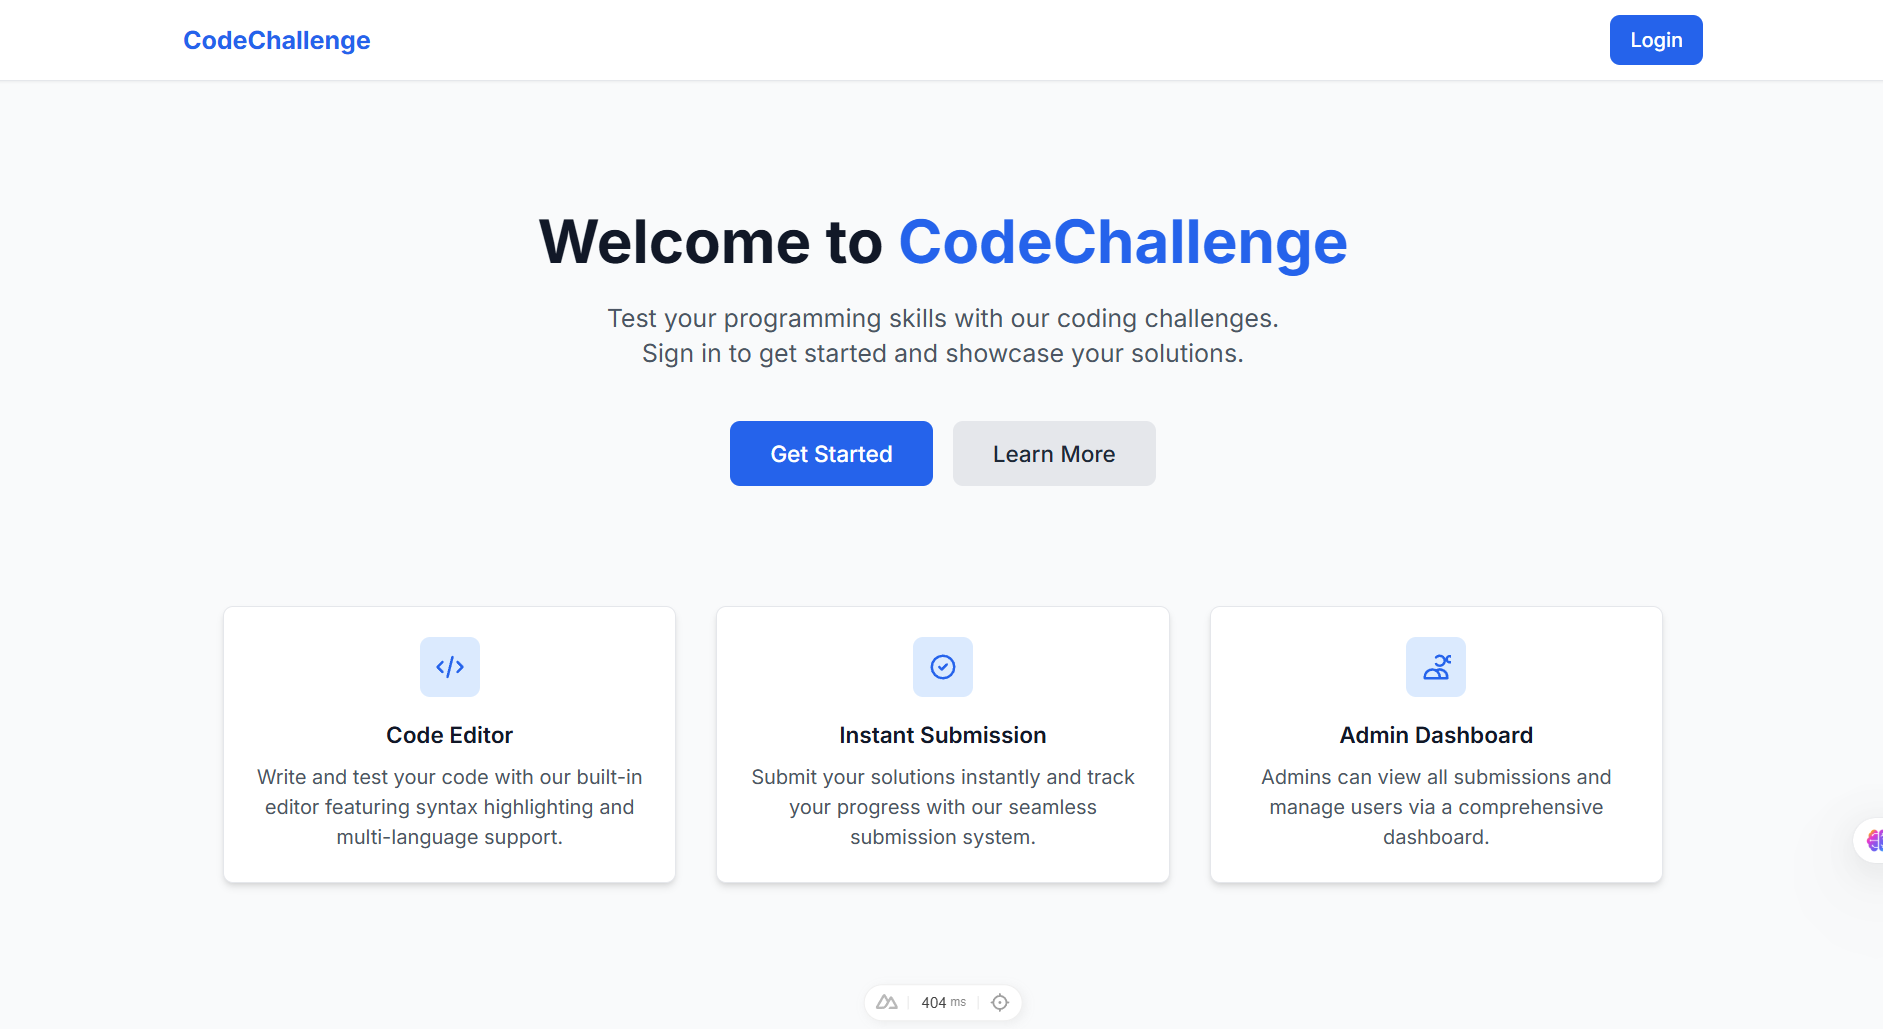 CodeChallenge
Login
Welcome to CodeChallenge
Test your programming skills with our coding challenges.
Sign in to get started and showcase your solutions.
Get Started
Learn More
Code Editor
Write and test your code with our built-in
editor featuring syntax highlighting and
multi-language support.
Instant Submission
Submit your solutions instantly and track
your progress with our seamless
submission system.
Admin Dashboard
Admins can view all submissions and
manage users via a comprehensive
dashboard.
404 ms